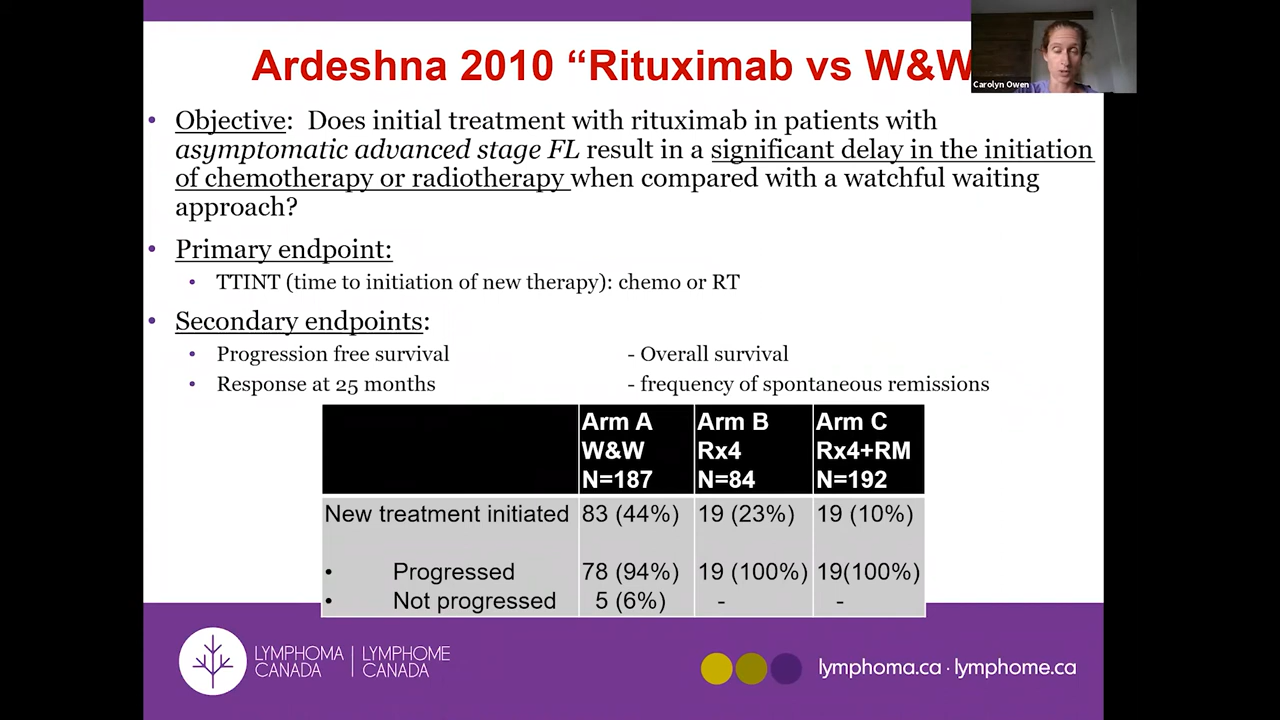 Ardeshna 2010 “Rituximab vs W&W
Carolyn Owen
• Objective: Does initial treatment with rituximab in patients with
asymptomatic advanced stage FL result in a significant delay in the initiation
of chemotherapy or radiotherapy when compared with a watchful waiting
approach?
• Primary endpoint:
• TTINT (time to initiation of new therapy): chemo or RT
• Secondary endpoints:
• Progression free survival - Overall survival
• Response at 25 months - frequency of spontaneous remissions
Arm A Arm B Arm C
W&W Rx4 Rx4+RM
N=187 N=84 N=192
New treatment initiated 83 (44%) 19 (23%) 19 (10%)
• Progressed 78 (94%) 19 (100%) 19(100%)
• Not progressed 5 (6%) - -
LYMPHOMA LYMPHOME
CANADA CANADA
lymphoma.ca · lymphome.ca